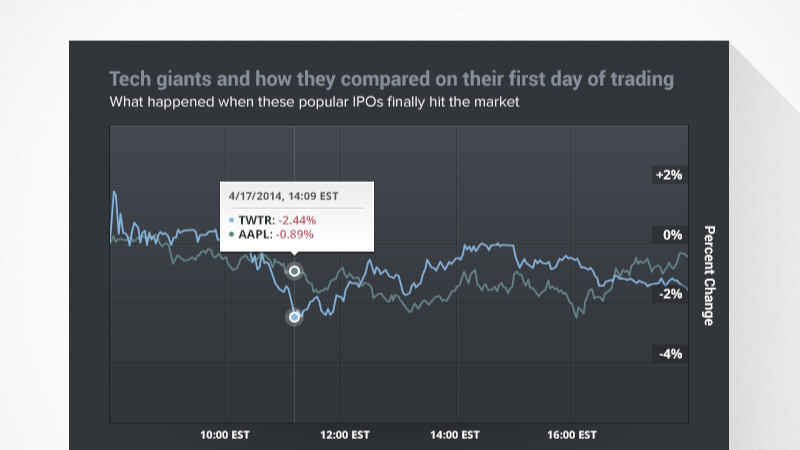 Tech giants and how they compared on their first day of trading
What happened when these popular IPOs finally hit the market
+2%
4/17/2014, 14:09 EST
TWTR: -2.44%
AAPL: -0.89%
0%
-2%
-4%
Percent Change
10:00 EST
12:00 EST
14:00 EST
16:00 EST